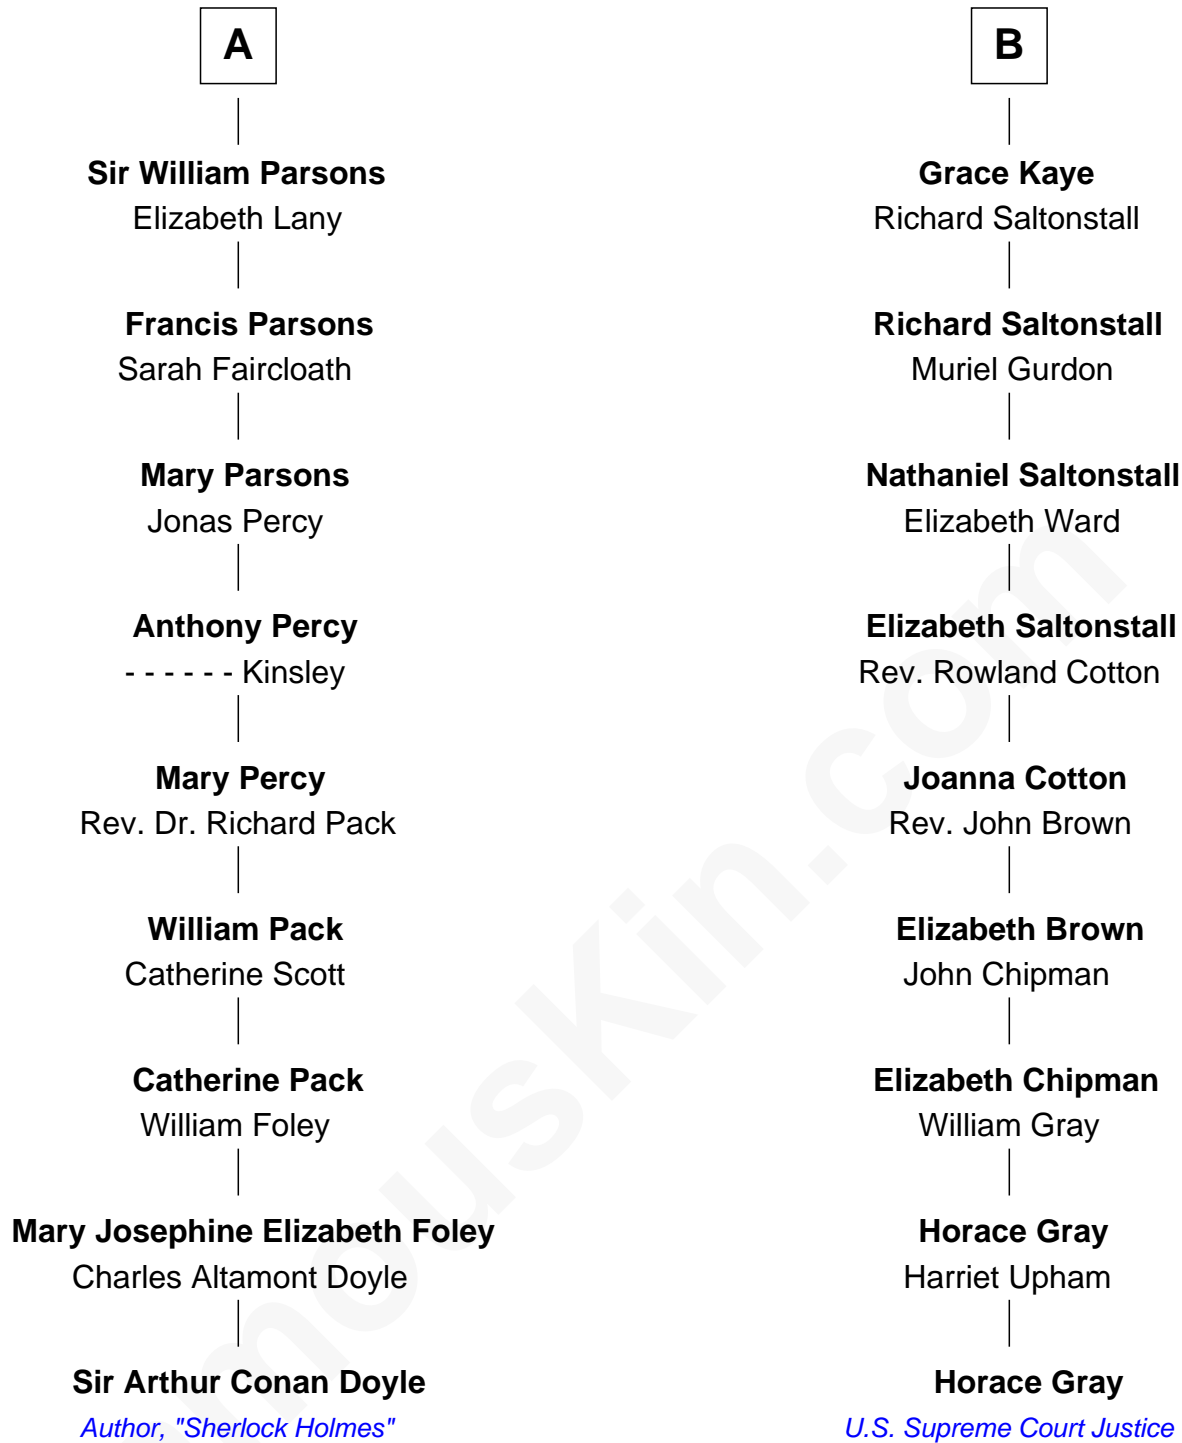 A
Sir William Parsons
Elizabeth Lany
Francis Parsons
Sarah Faircloath
Mary Parsons
Jonas Percy
Anthony Percy
- - - - - - Kinsley
Mary Percy
Rev. Dr. Richard Pack
William Pack
Catherine Scott
Catherine Pack
William Foley
Mary Josephine Elizabeth Foley
Charles Altamont Doyle
Sir Arthur Conan Doyle
Author, "Sherlock Holmes"
B
Grace Kaye
Richard Saltonstall
Richard Saltonstall
Muriel Gurdon
Nathaniel Saltonstall
Elizabeth Ward
Elizabeth Saltonstall
Rev. Rowland Cotton
Joanna Cotton
Rev. John Brown
Elizabeth Brown
John Chipman
Elizabeth Chipman
William Gray
Horace Gray
Harriet Upham
Horace Gray
U.S. Supreme Court Justice
mousKin.com